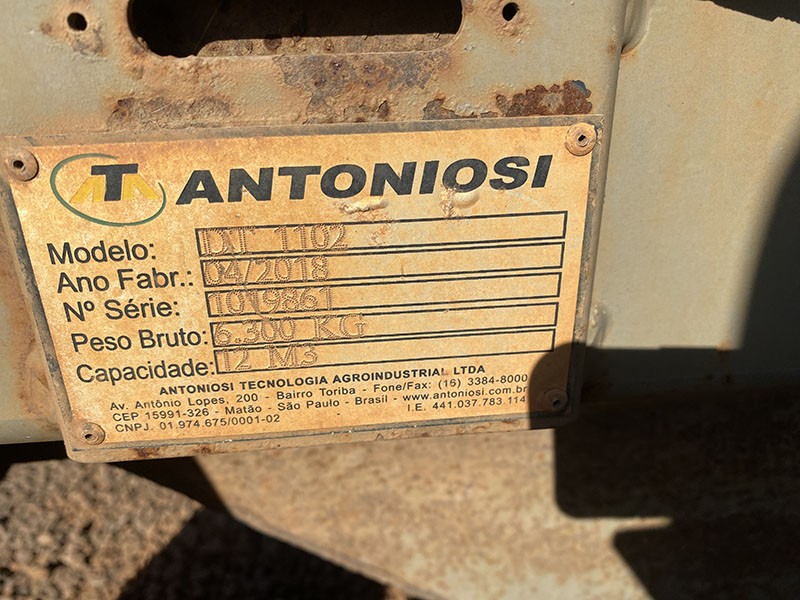 ATA ANTONIOSI
Modelo: DT 1102
Ano Fabr.: 04/2018
Nº Série: 1019861
Peso Bruto: 6.300 KG
Capacidade: 12 M3
ANTONIOSI TECNOLOGIA AGROINDUSTRIAL LTDA
Av. Antônio Lopes, 200 - Bairro Toriba - Fone/Fax: (16) 3384-8000
CEP 15991-326 - Matão - São Paulo - Brasil - www.antoniosi.com.br
CNPJ. 01.974.675/0001-02 I.E. 441.037.783.114